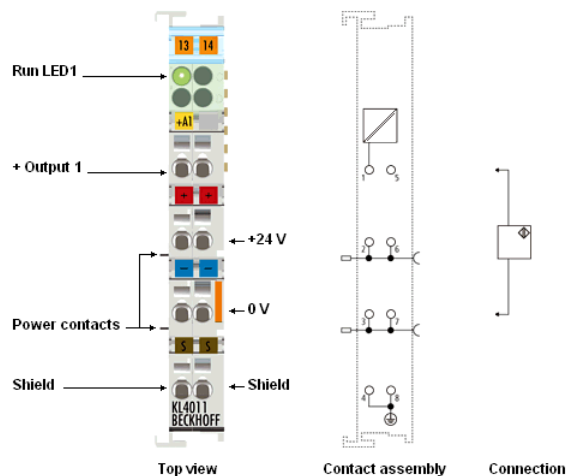 13 14
Run LED1
+A1
+ Output 1
1 5
+ +
+24 V
2 6
- -
0 V
Power contacts
3 7
S S
Shield
Shield
4 8
KL4011
BECKHOFF
Top view
Contact assembly
Connection